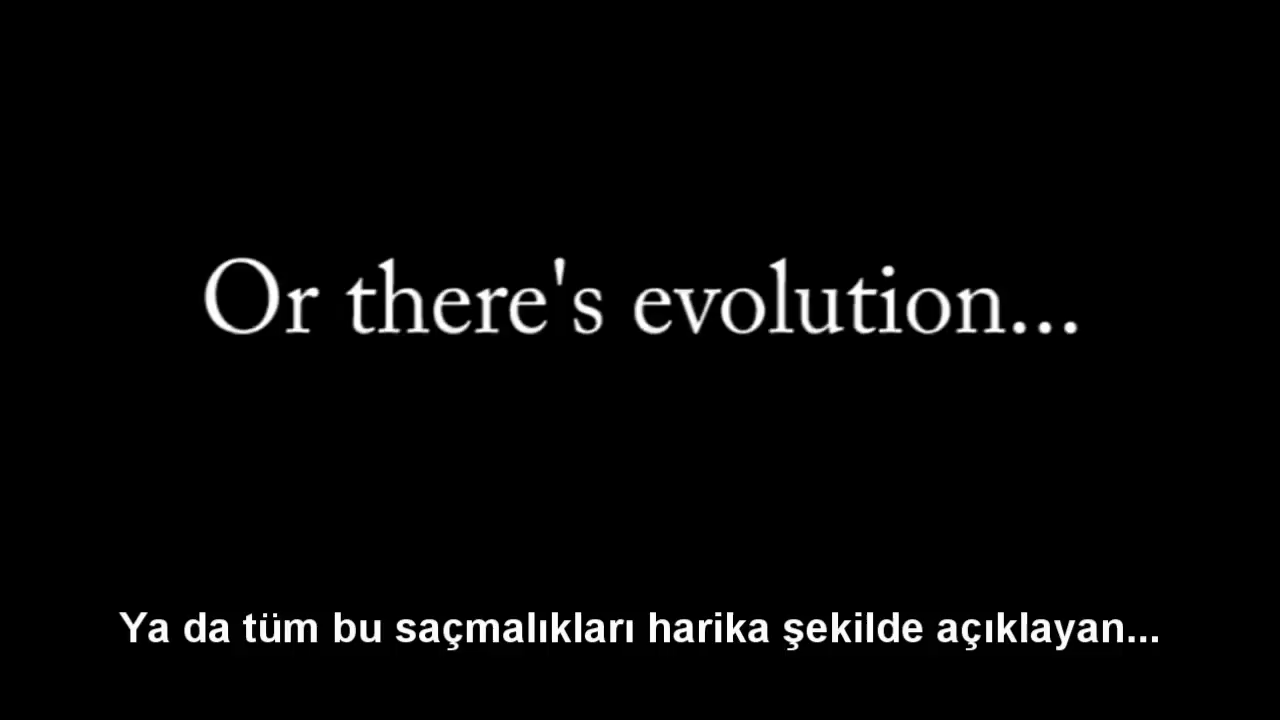 Or there's evolution...
Ya da tüm bu saçmalıkları harika şekilde açıklayan...